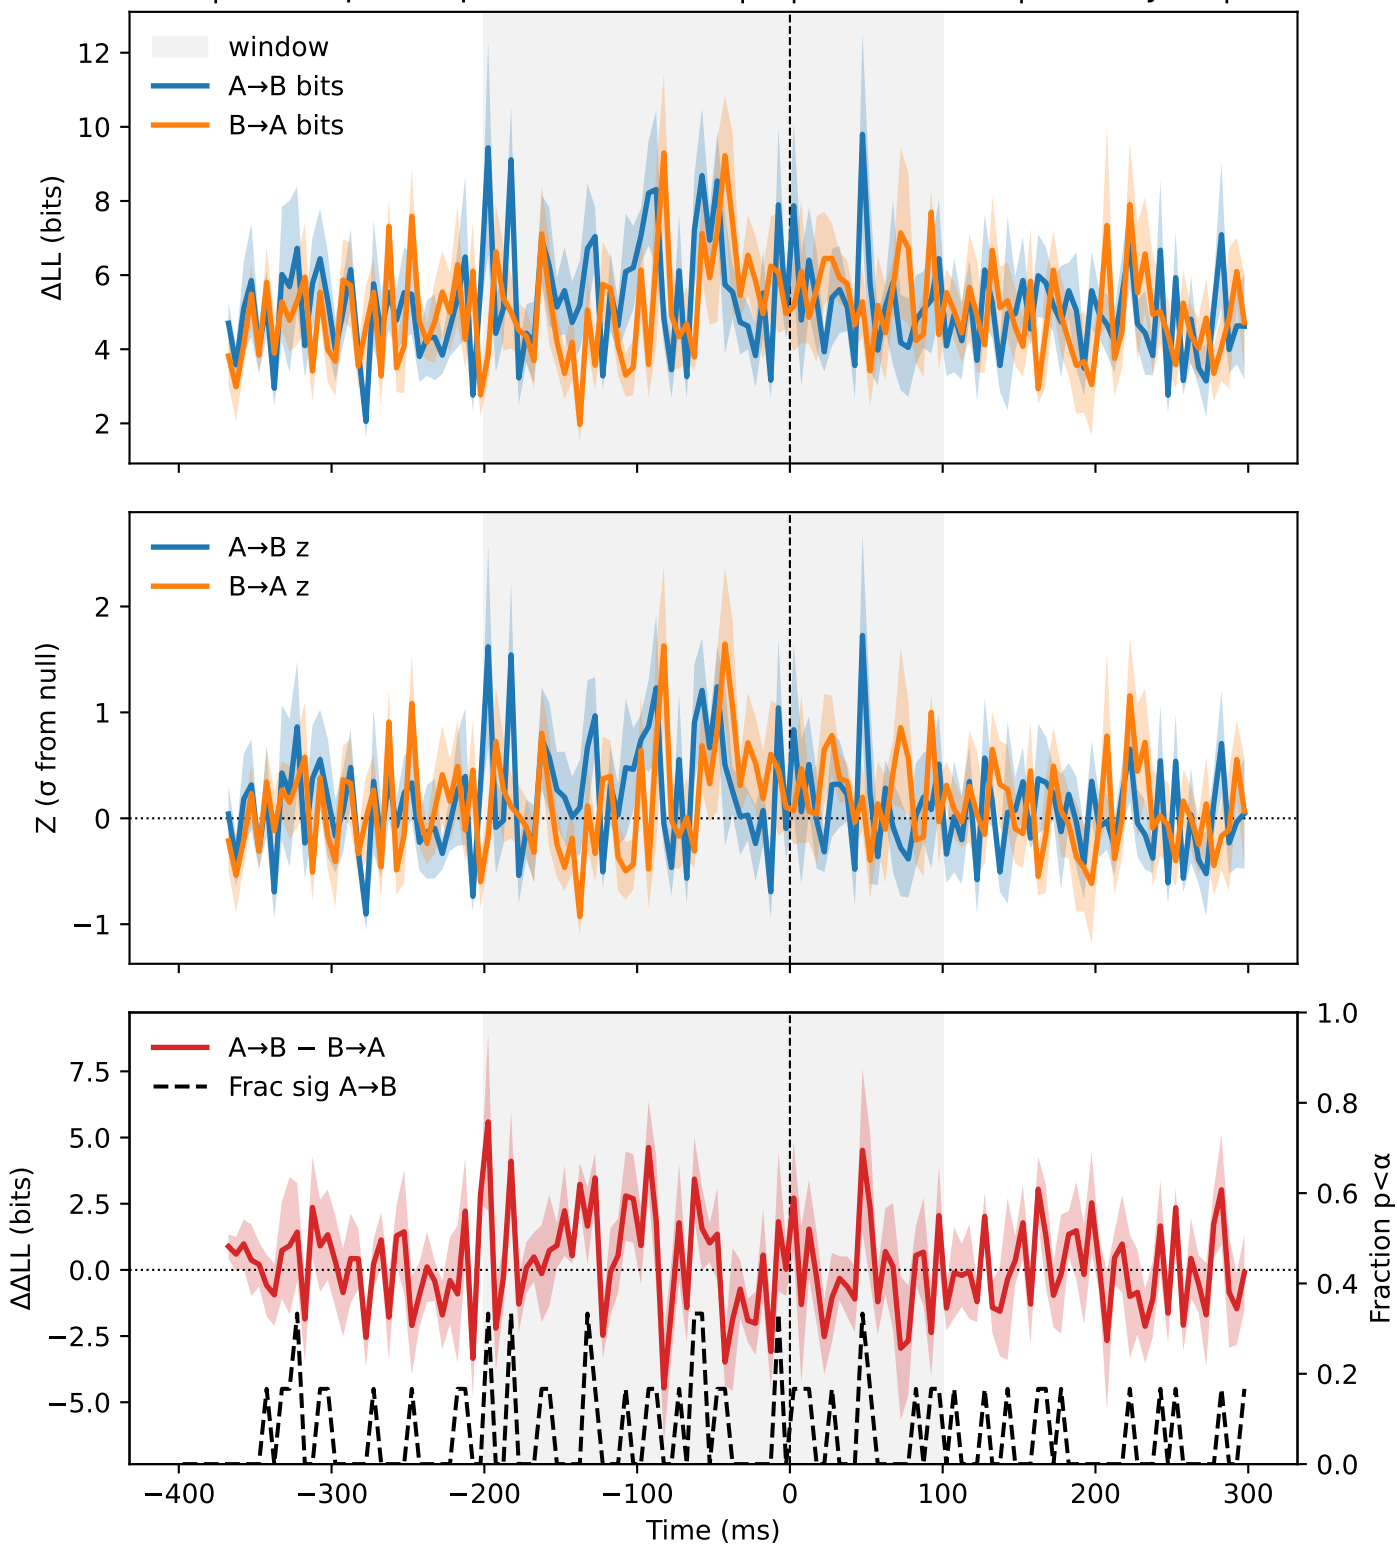 12
10
8
6
4
2
ΔLL (bits)
window
A→B bits
B→A bits
2
1
0
−1
Z (σ from null)
A→B z
B→A z
7.5
5.0
2.5
0.0
−2.5
−5.0
ΔΔLL (bits)
A→B − B→A
Frac sig A→B
1.0
0.8
0.6
0.4
0.2
0.0
Fraction p<α
−400 −300 −200 −100 0 100 200 300
Time (ms)